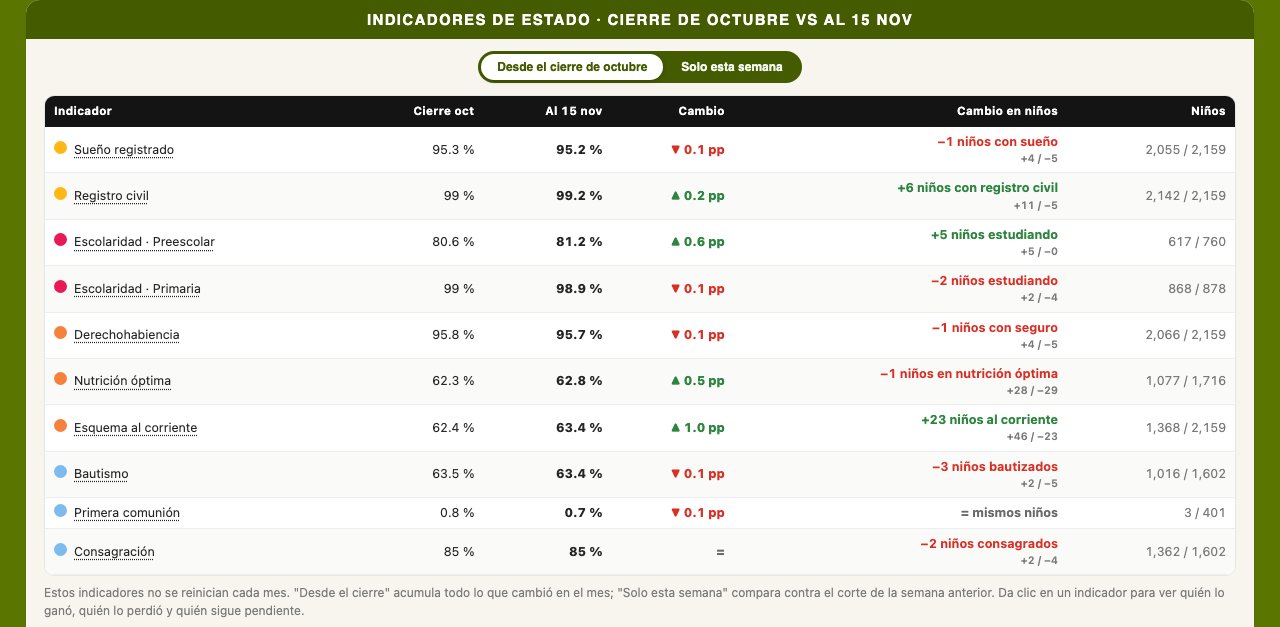 INDICADORES DE ESTADO · CIERRE DE OCTUBRE VS AL 15 NOV
Desde el cierre de octubre Solo esta semana
Indicador Cierre oct Al 15 nov Cambio Cambio en niños Niños
Sueño registrado 95.3 % 95.2 % ▼ 0.1 pp −1 niños con sueño 2,055 / 2,159
+4 / −5
Registro civil 99 % 99.2 % ▲ 0.2 pp +6 niños con registro civil 2,142 / 2,159
+11 / −5
Escolaridad · Preescolar 80.6 % 81.2 % ▲ 0.6 pp +5 niños estudiando 617 / 760
+5 / −0
Escolaridad · Primaria 99 % 98.9 % ▼ 0.1 pp −2 niños estudiando 868 / 878
+2 / −4
Derechohabiencia 95.8 % 95.7 % ▼ 0.1 pp −1 niños con seguro 2,066 / 2,159
+4 / −5
Nutrición óptima 62.3 % 62.8 % ▲ 0.5 pp −1 niños en nutrición óptima 1,077 / 1,716
+28 / −29
Esquema al corriente 62.4 % 63.4 % ▲ 1.0 pp +23 niños al corriente 1,368 / 2,159
+46 / −23
Bautismo 63.5 % 63.4 % ▼ 0.1 pp −3 niños bautizados 1,016 / 1,602
+2 / −5
Primera comunión 0.8 % 0.7 % ▼ 0.1 pp = mismos niños 3 / 401
Consagración 85 % 85 % = −2 niños consagrados 1,362 / 1,602
+2 / −4
Estos indicadores no se reinician cada mes. "Desde el cierre" acumula todo lo que cambió en el mes; "Solo esta semana" compara contra el corte de la semana anterior. Da clic en un indicador para ver quién lo
ganó, quién lo perdió y quién sigue pendiente.